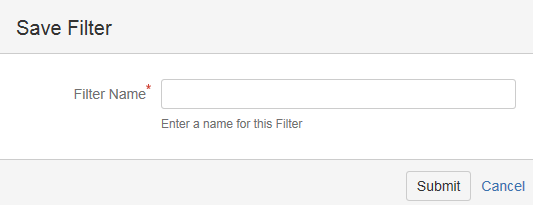 Save Filter
Filter Name*
Enter a name for this Filter
Submit Cancel